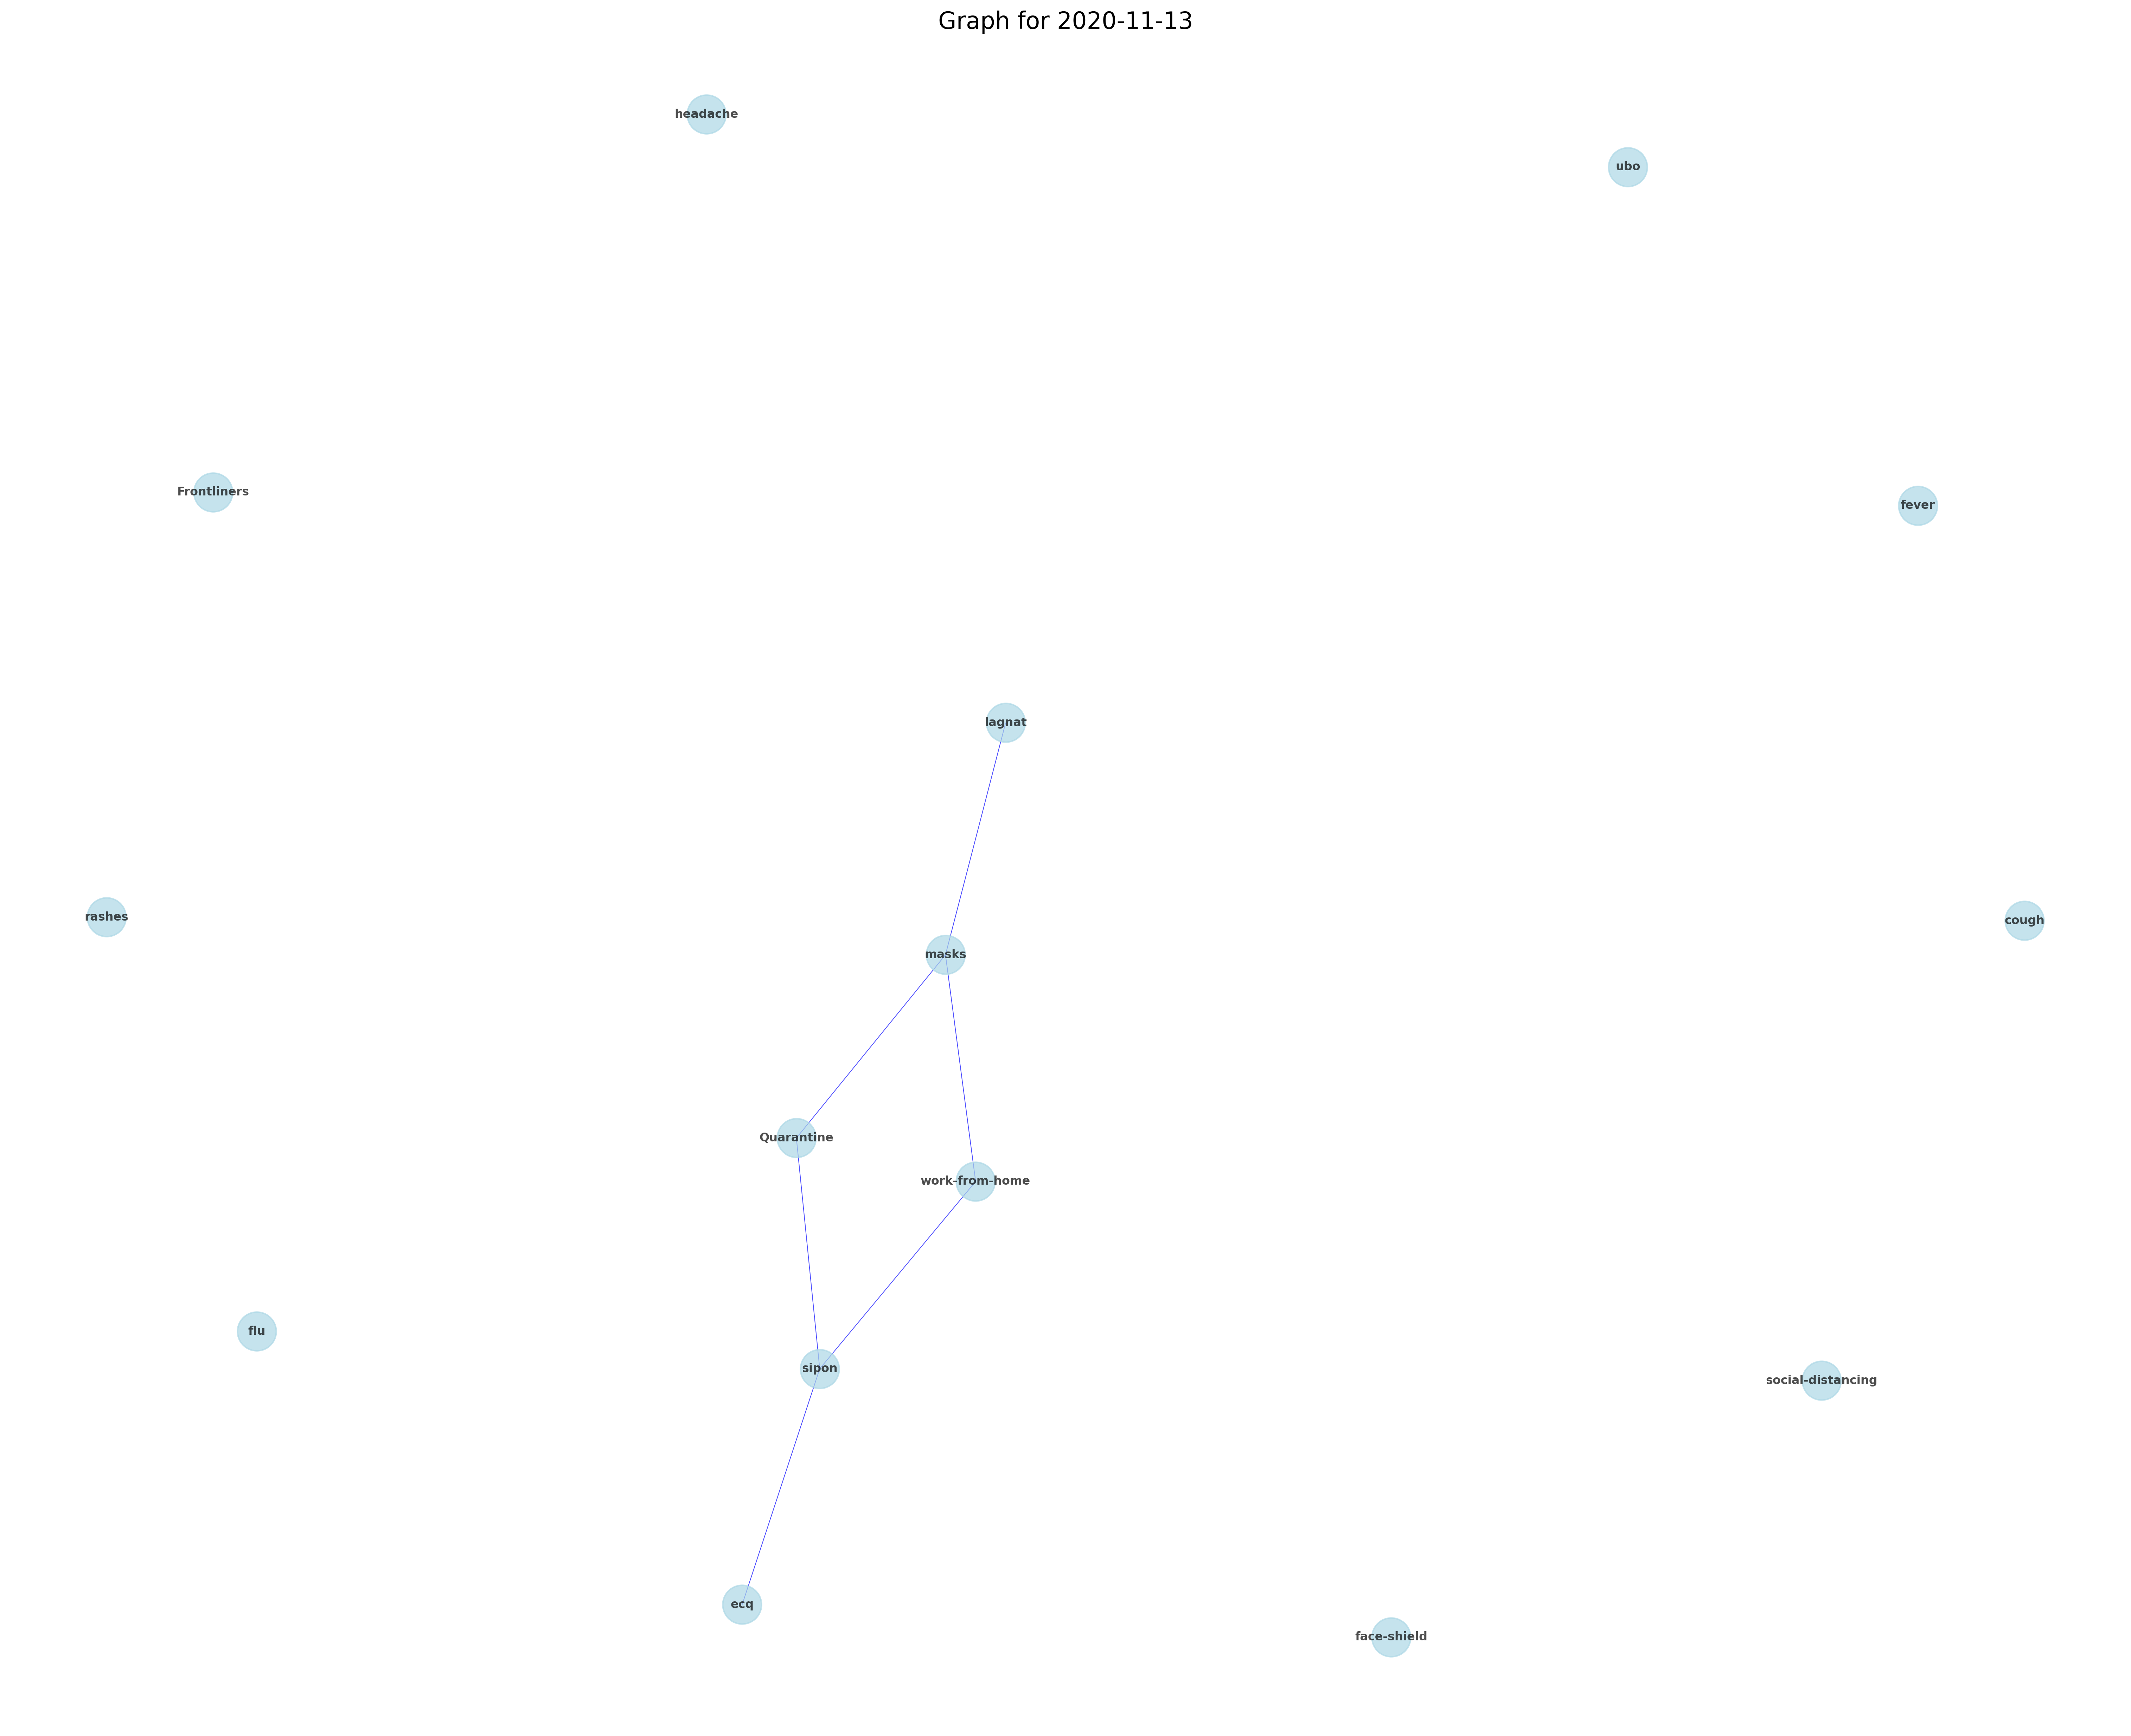 Graph for 2020-11-13
headache
ubo
Frontliners
fever
lagnat
rashes
cough
masks
Quarantine
work-from-home
flu
sipon
social-distancing
ecq
face-shield